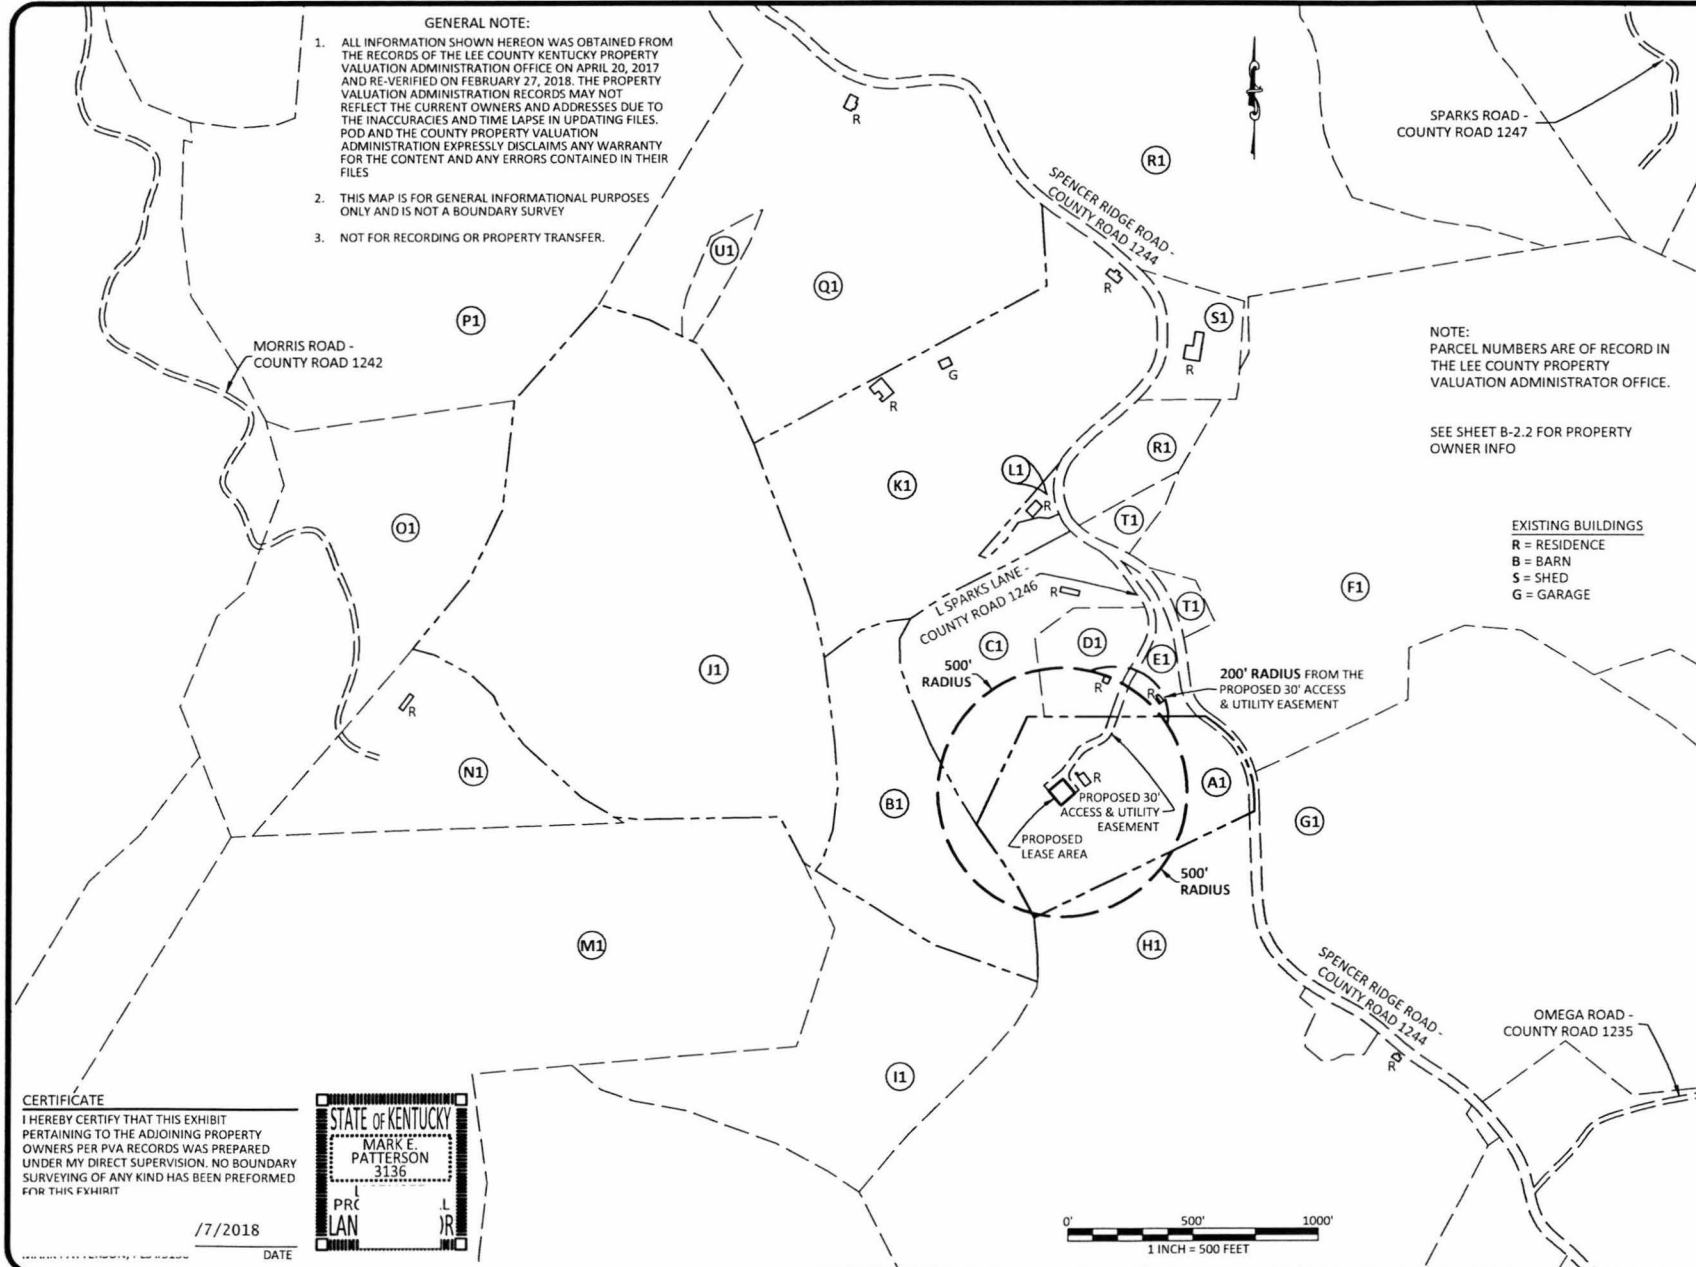 GENERAL NOTE:
1. ALL INFORMATION SHOWN HEREON WAS OBTAINED FROM
THE RECORDS OF THE LEE COUNTY KENTUCKY PROPERTY
VALUATION ADMINISTRATION OFFICE ON APRIL 20, 2017
AND RE-VERIFIED ON FEBRUARY 27, 2018. THE PROPERTY
VALUATION ADMINISTRATION RECORDS MAY NOT
REFLECT THE CURRENT OWNERS AND ADDRESSES DUE TO
THE INACCURACIES AND TIME LAPSE IN UPDATING FILES.
POD AND THE COUNTY PROPERTY VALUATION
ADMINISTRATION EXPRESSLY DISCLAIMS ANY WARRANTY
FOR THE CONTENT AND ANY ERRORS CONTAINED IN THEIR
FILES
2. THIS MAP IS FOR GENERAL INFORMATIONAL PURPOSES
ONLY AND IS NOT A BOUNDARY SURVEY
3. NOT FOR RECORDING OR PROPERTY TRANSFER.
R
SPARKS ROAD -
COUNTY ROAD 1247
R1
SPENCER RIDGE ROAD -
COUNTY ROAD 1244
U1
Q1
R
P1
S1
R
MORRIS ROAD -
COUNTY ROAD 1242
NOTE:
PARCEL NUMBERS ARE OF RECORD IN
THE LEE COUNTY PROPERTY
VALUATION ADMINISTRATOR OFFICE.
SEE SHEET B-2.2 FOR PROPERTY
OWNER INFO
G
R
R1
L1
K1
R
T1
O1
EXISTING BUILDINGS
R = RESIDENCE
B = BARN
S = SHED
G = GARAGE
F1
L SPARKS LANE -
COUNTY ROAD 1246
R
T1
C1
D1
E1
J1
500'
RADIUS
R
R
200' RADIUS FROM THE
PROPOSED 30' ACCESS
& UTILITY EASEMENT
R
N1
R
A1
B1
PROPOSED 30'
ACCESS & UTILITY
EASEMENT
G1
PROPOSED
LEASE AREA
500'
RADIUS
M1
H1
SPENCER RIDGE ROAD -
COUNTY ROAD 1244
OMEGA ROAD -
COUNTY ROAD 1235
R
I1
CERTIFICATE
I HEREBY CERTIFY THAT THIS EXHIBIT
PERTAINING TO THE ADJOINING PROPERTY
OWNERS PER PVA RECORDS WAS PREPARED
UNDER MY DIRECT SUPERVISION. NO BOUNDARY
SURVEYING OF ANY KIND HAS BEEN PREFORMED
FOR THIS EXHIBIT
/7/2018
DATE
STATE OF KENTUCKY
MARK E.
PATTERSON
3136
0' 500' 1000'
1 INCH = 500 FEET